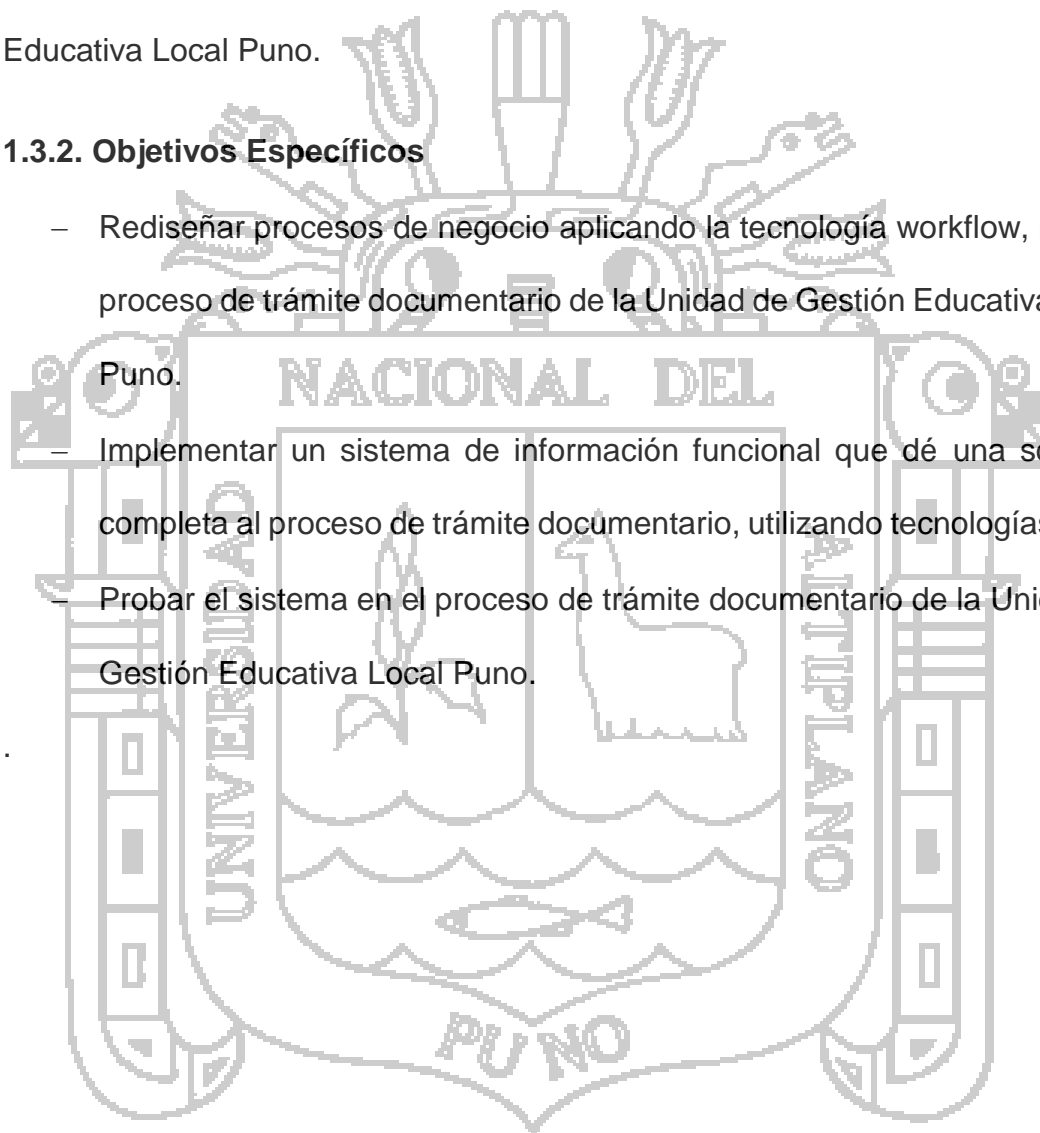 Educativa Local Puno.
1.3.2. Objetivos Específicos
– Rediseñar procesos de negocio aplicando la tecnología workflow,
proceso de trámite documentario de la Unidad de Gestión Educativa
Puno.
– Implementar un sistema de información funcional que dé una
completa al proceso de trámite documentario, utilizando tecnologías
– Probar el sistema en el proceso de trámite documentario de la
Gestión Educativa Local Puno.
.
NACIONAL DEL
UNIVERSIDAD
ALTIPLANO
PUNO